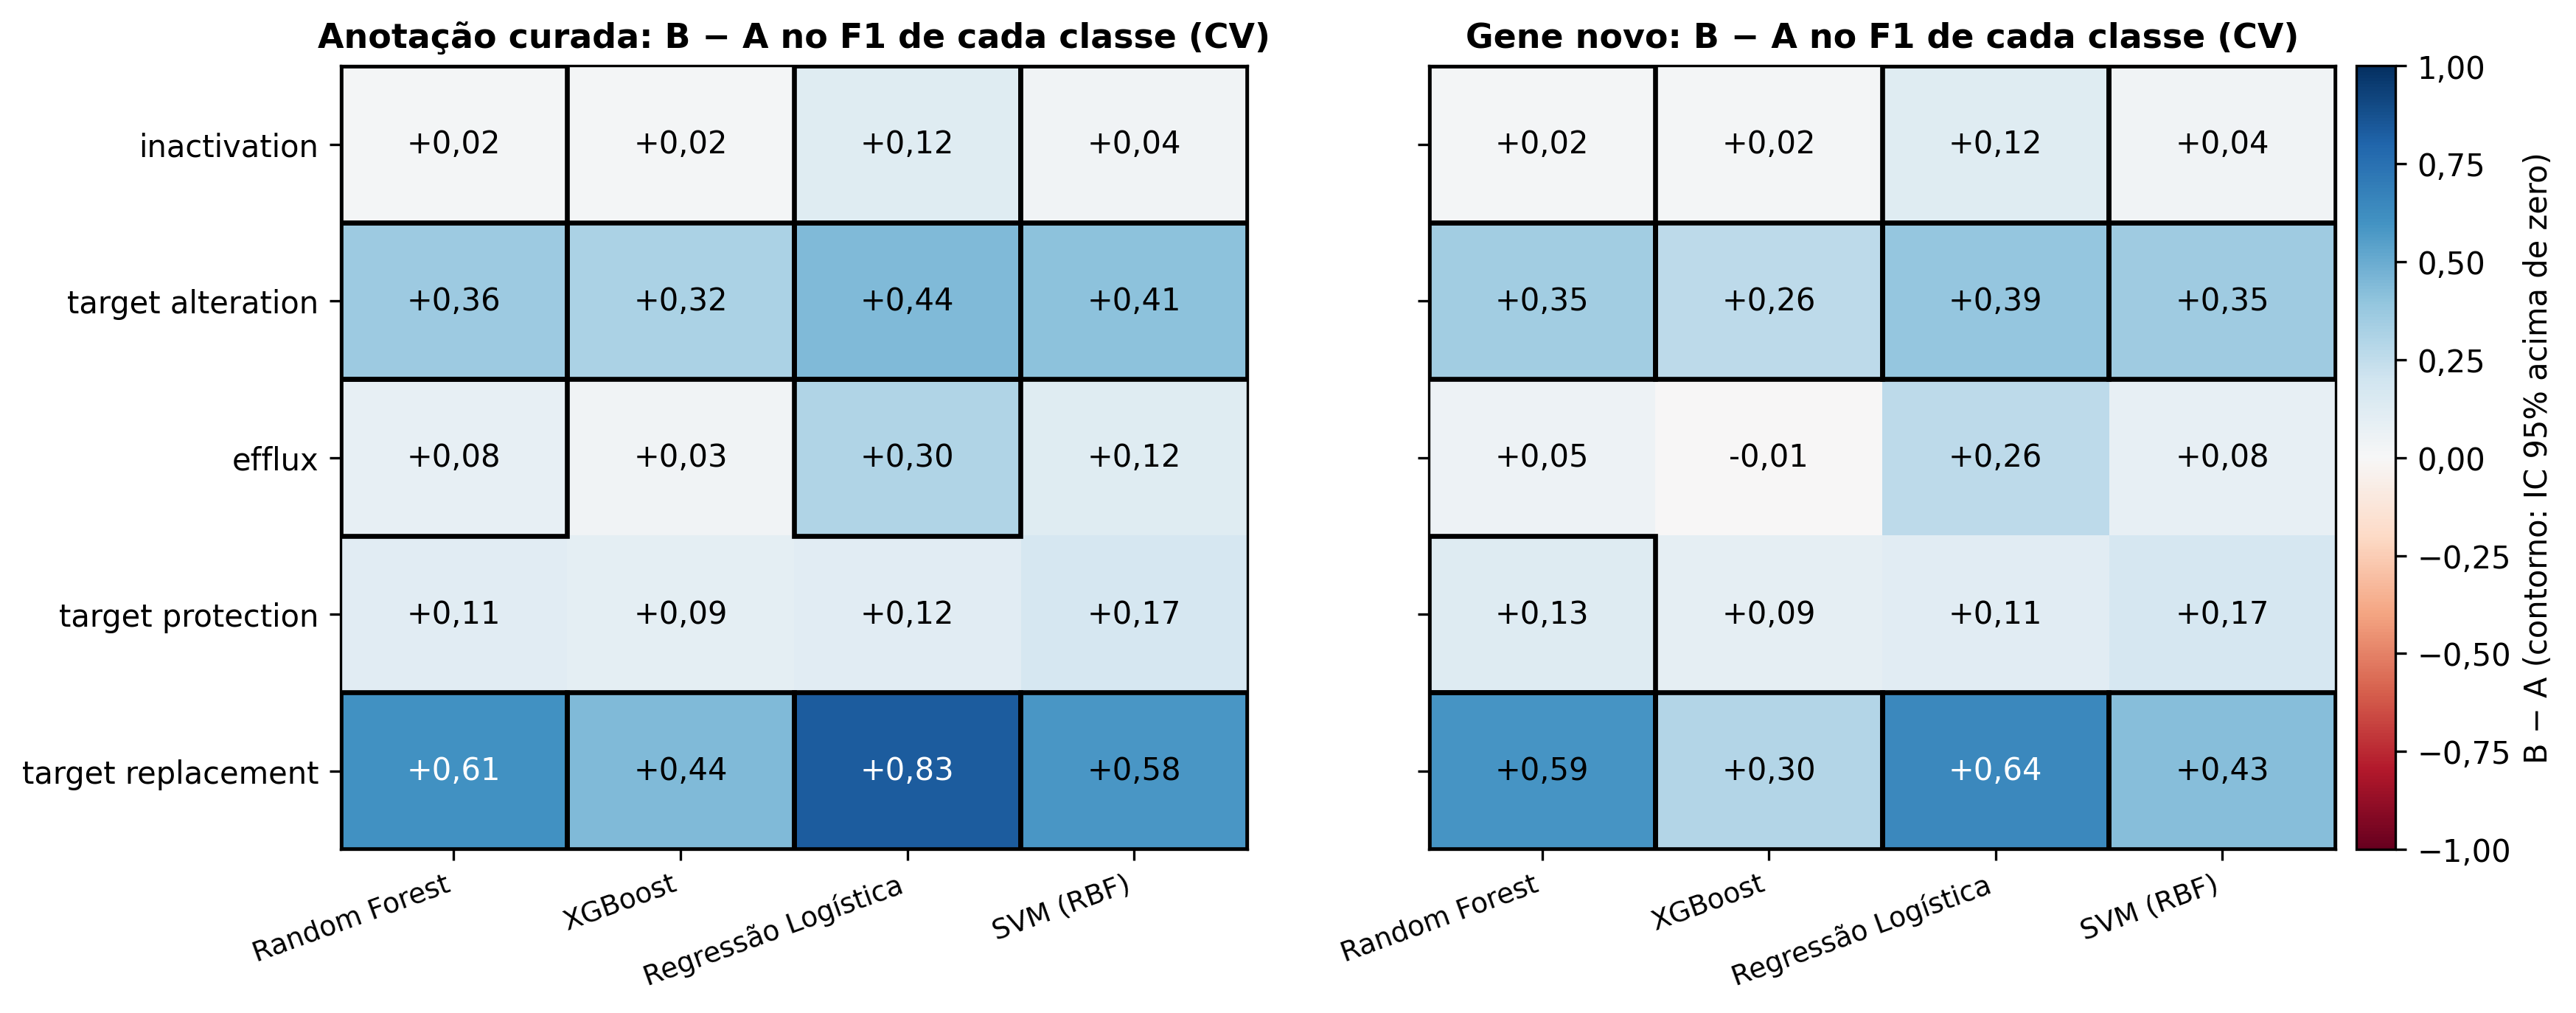 Anotação curada: B − A no F1 de cada classe (CV)
Gene novo: B − A no F1 de cada classe (CV)
inactivation
+0,02 +0,02 +0,12 +0,04
+0,02 +0,02 +0,12 +0,04
target alteration
+0,36 +0,32 +0,44 +0,41
+0,35 +0,26 +0,39 +0,35
efflux
+0,08 +0,03 +0,30 +0,12
+0,05 -0,01 +0,26 +0,08
target protection
+0,11 +0,09 +0,12 +0,17
+0,13 +0,09 +0,11 +0,17
target replacement
+0,61 +0,44 +0,83 +0,58
+0,59 +0,30 +0,64 +0,43
Random Forest
XGBoost
Regressão Logística
SVM (RBF)
Random Forest
XGBoost
Regressão Logística
SVM (RBF)
1,00
0,75
0,50
0,25
0,00
−0,25
−0,50
−0,75
−1,00
B − A (contorno: IC 95% acima de zero)